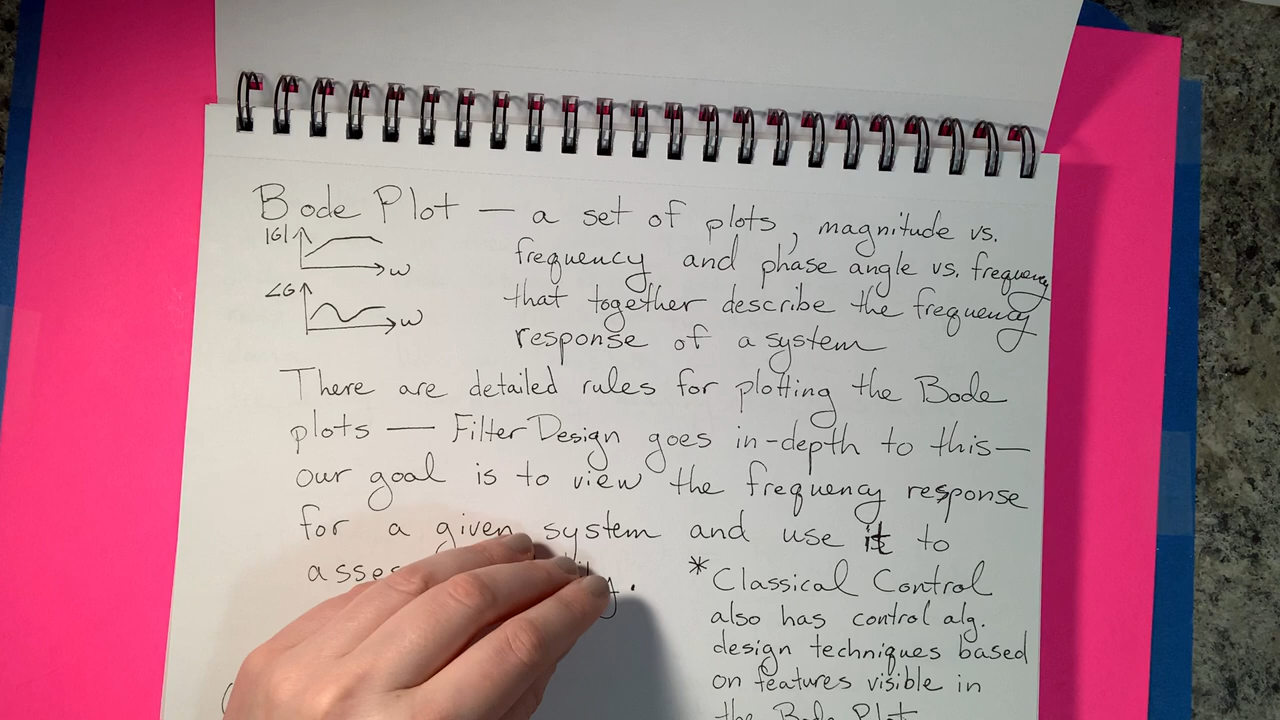 Bode Plot — a set of plots, magnitude vs.
|G|
ω
frequency and phase angle vs. frequency
∠G
ω
that together describe the frequency
response of a system
There are detailed rules for plotting the Bode
plots — Filter Design goes in-depth to this—
our goal is to view the frequency response
for a given system and use it to
* Classical Control
also has control alg.
design techniques based
on features visible in
the Bode Plot